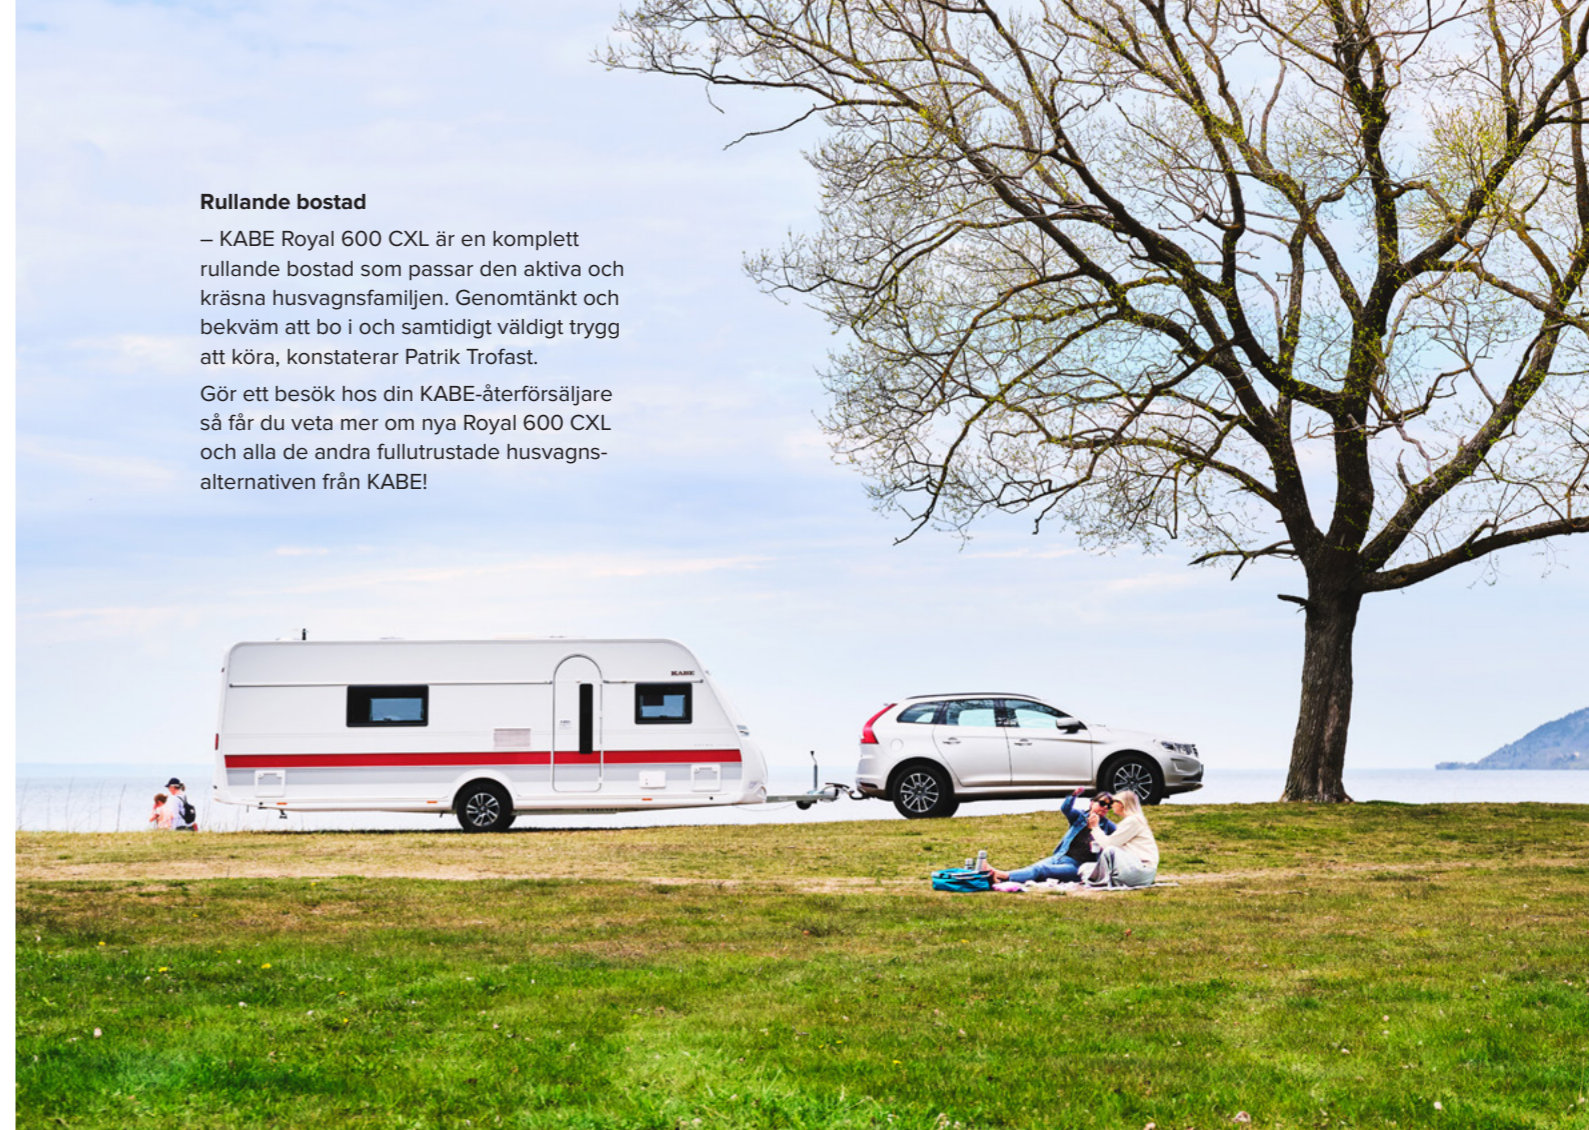 Rullande bostad
– KABE Royal 600 CXL är en komplett
rullande bostad som passar den aktiva och
kräsna husvagnsfamiljen. Genomtänkt och
bekväm att bo i och samtidigt väldigt trygg
att köra, konstaterar Patrik Trofast.
Gör ett besök hos din KABE-återförsäljare
så får du veta mer om nya Royal 600 CXL
och alla de andra fullutrustade husvagns-
alternativen från KABE!
KABE